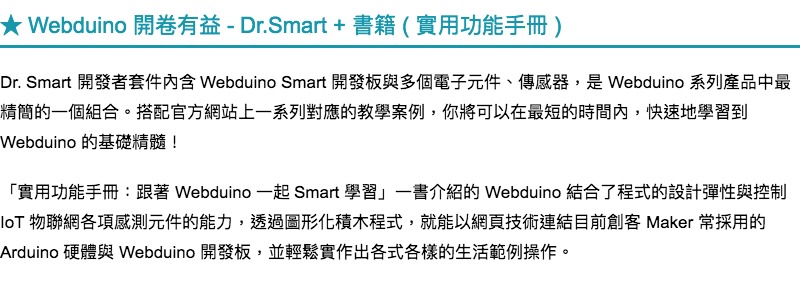 ★ Webduino 開卷有益 - Dr.Smart + 書籍 ( 實用功能手冊 )
Dr. Smart 開發者套件內含 Webduino Smart 開發板與多個電子元件、傳感器，是 Webduino 系列產品中最
精簡的一個組合。搭配官方網站上一系列對應的教學案例，你將可以在最短的時間內，快速地學習到
Webduino 的基礎精髓！
「實用功能手冊：跟著 Webduino 一起 Smart 學習」一書介紹的 Webduino 結合了程式的設計彈性與控制
IoT 物聯網各項感測元件的能力，透過圖形化積木程式，就能以網頁技術連結目前創客 Maker 常採用的
Arduino 硬體與 Webduino 開發板，並輕鬆實作出各式各樣的生活範例操作。